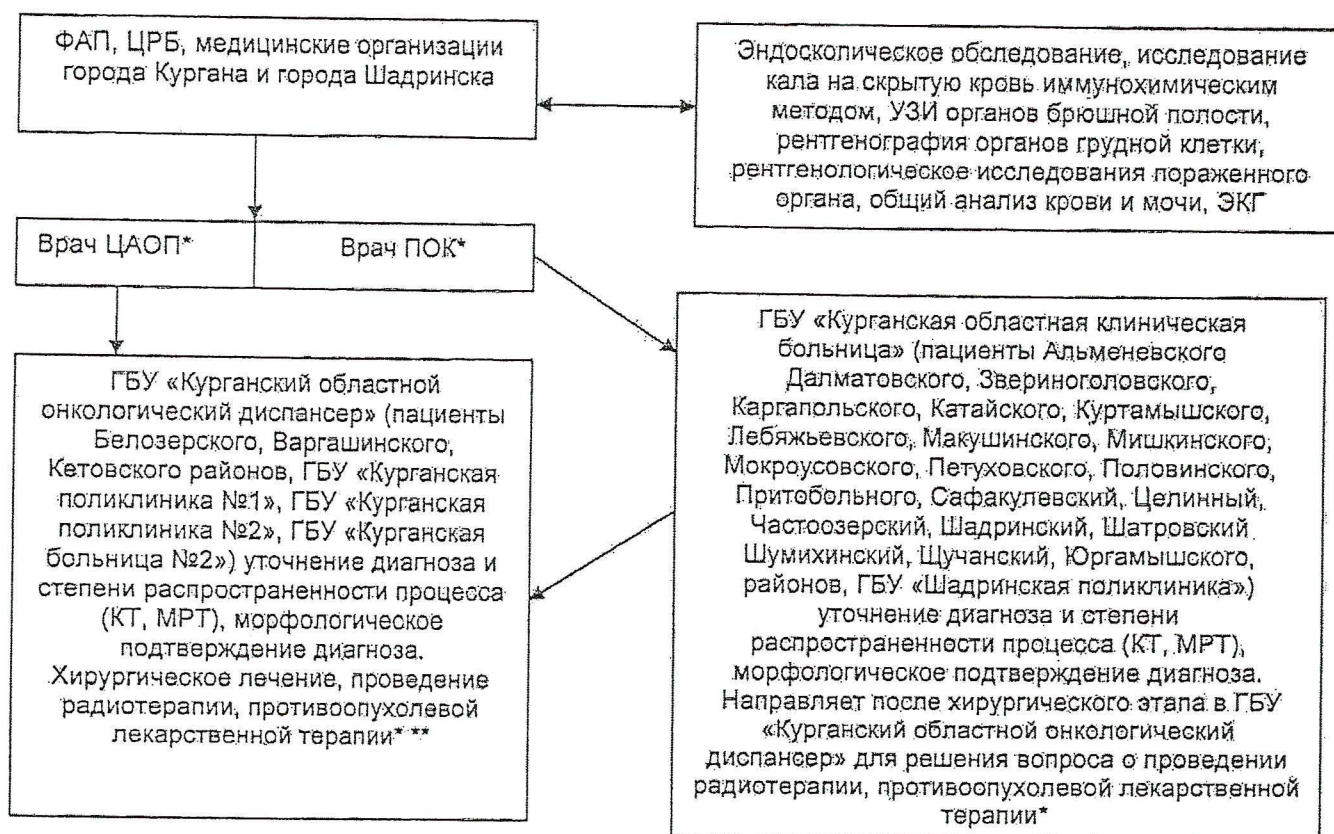 ФАП, ЦРБ, медицинские организации
города Кургана и города Шадринска
Эндоскопическое обследование, исследование
кала на скрытую кровь иммунохимическим
методом, УЗИ органов брюшной полости,
рентгенография органов грудной клетки,
рентгенологическое исследования пораженного
органа, общий анализ крови и мочи, ЭКГ
Врач ЦАОП*
Врач ПОК*
ГБУ «Курганский областной
онкологический диспансер» (пациенты
Белозерского, Варгашинского,
Кетовского районов, ГБУ «Курганская
поликлиника №1», ГБУ «Курганская
поликлиника №2», ГБУ «Курганская
больница №2») уточнение диагноза и
степени распространенности процесса
(КТ, МРТ), морфологическое
подтверждение диагноза.
Хирургическое лечение, проведение
радиотерапии, противоопухолевой
лекарственной терапии* **
ГБУ «Курганская областная клиническая
больница» (пациенты Альменевского
Далматовского, Звериноголовского,
Каргапольского, Катайского, Куртамышского,
Лебяжьевского, Макушинского, Мишкинского,
Мокроусовского, Петуховского, Половинского,
Притобольного, Сафакулевский, Целинный,
Частоозерский, Шадринский, Шатровский
Шумихинский, Щучанский, Юргамышского,
районов, ГБУ «Шадринская поликлиника»)
уточнение диагноза и степени
распространенности процесса (КТ, МРТ),
морфологическое подтверждение диагноза.
Направляет после хирургического этапа в ГБУ
«Курганский областной онкологический
диспансер» для решения вопроса о проведении
радиотерапии, противоопухолевой лекарственной
терапии*